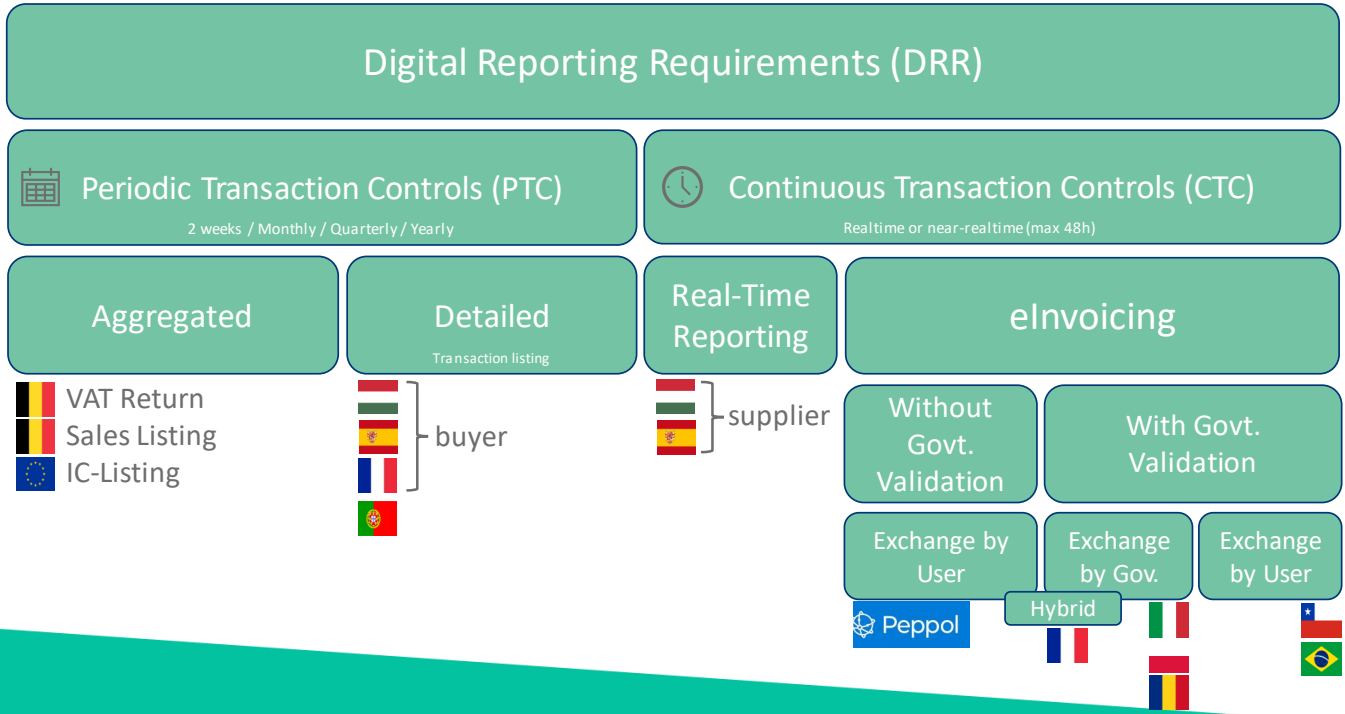 Digital Reporting Requirements (DRR)
Periodic Transaction Controls (PTC)
2 weeks / Monthly / Quarterly / Yearly
Continuous Transaction Controls (CTC)
Realtime or near-realtime (max 48h)
Aggregated
Detailed
Transaction listing
Real-Time
Reporting
eInvoicing
VAT Return
Sales Listing
IC-Listing
buyer
supplier
Without
Govt.
Validation
With Govt.
Validation
Exchange by
User
Exchange
by Gov.
Exchange
by User
Hybrid
Peppol